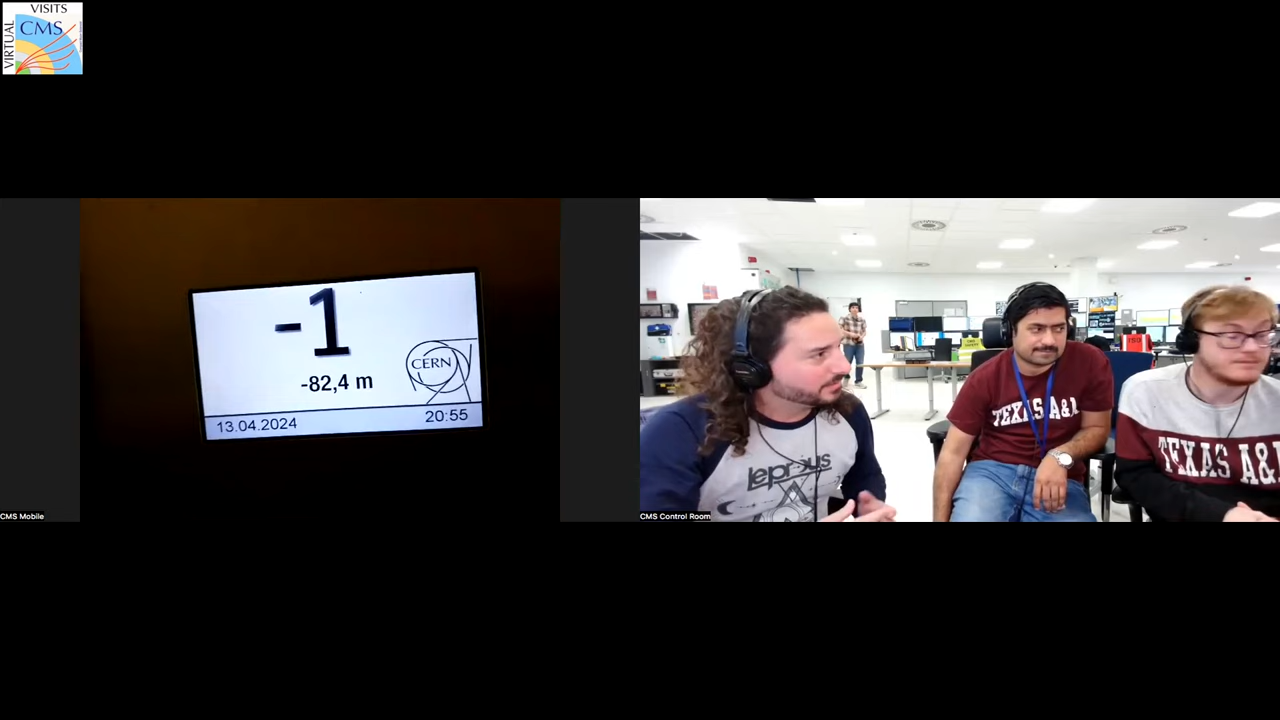 VISITS
CMS
VIRTUAL
-1
-82,4 m
CERN
13.04.2024
20:55
CMS Mobile
leprous
TEXAS A&M
TEXAS A&M
CMS Control Room